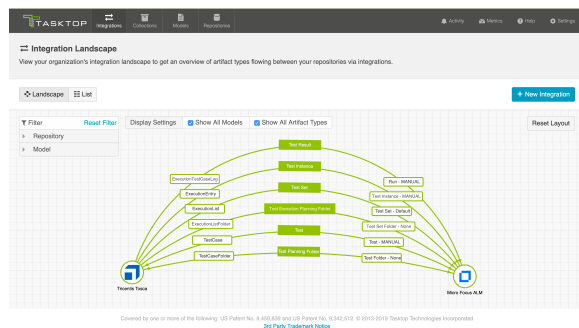 TASKTOP
Integrations
Collections
Models
Repositories
Activity
Metrics
Help
Settings
Integration Landscape
View your organization's integration landscape to get an overview of artifact types flowing between your repositories via integrations.
Landscape
List
+ New Integration
Filter
Reset Filter
Display Settings
Show All Models
Show All Artifact Types
Reset Layout
Repository
Model
Test Result
Test Instance
ExecutionTestCaseLog
Run - MANUAL
Test Set
ExecutionEntry
Test Instance - MANUAL
ExecutionList
Test Execution Planning Folder
Test Set - Default
ExecutionListFolder
Test Set Folder - None
Test
TestCase
Test - MANUAL
Test Planning Folder
TestCaseFolder
Test Folder - None
Tricentis Tosca
Micro Focus ALM
Covered by one or more of the following: US Patent No. 9,459,839 and US Patent No. 9,342,512 © 2013-2019 Tasktop Technologies Incorporated
3rd Party Trademark Notice